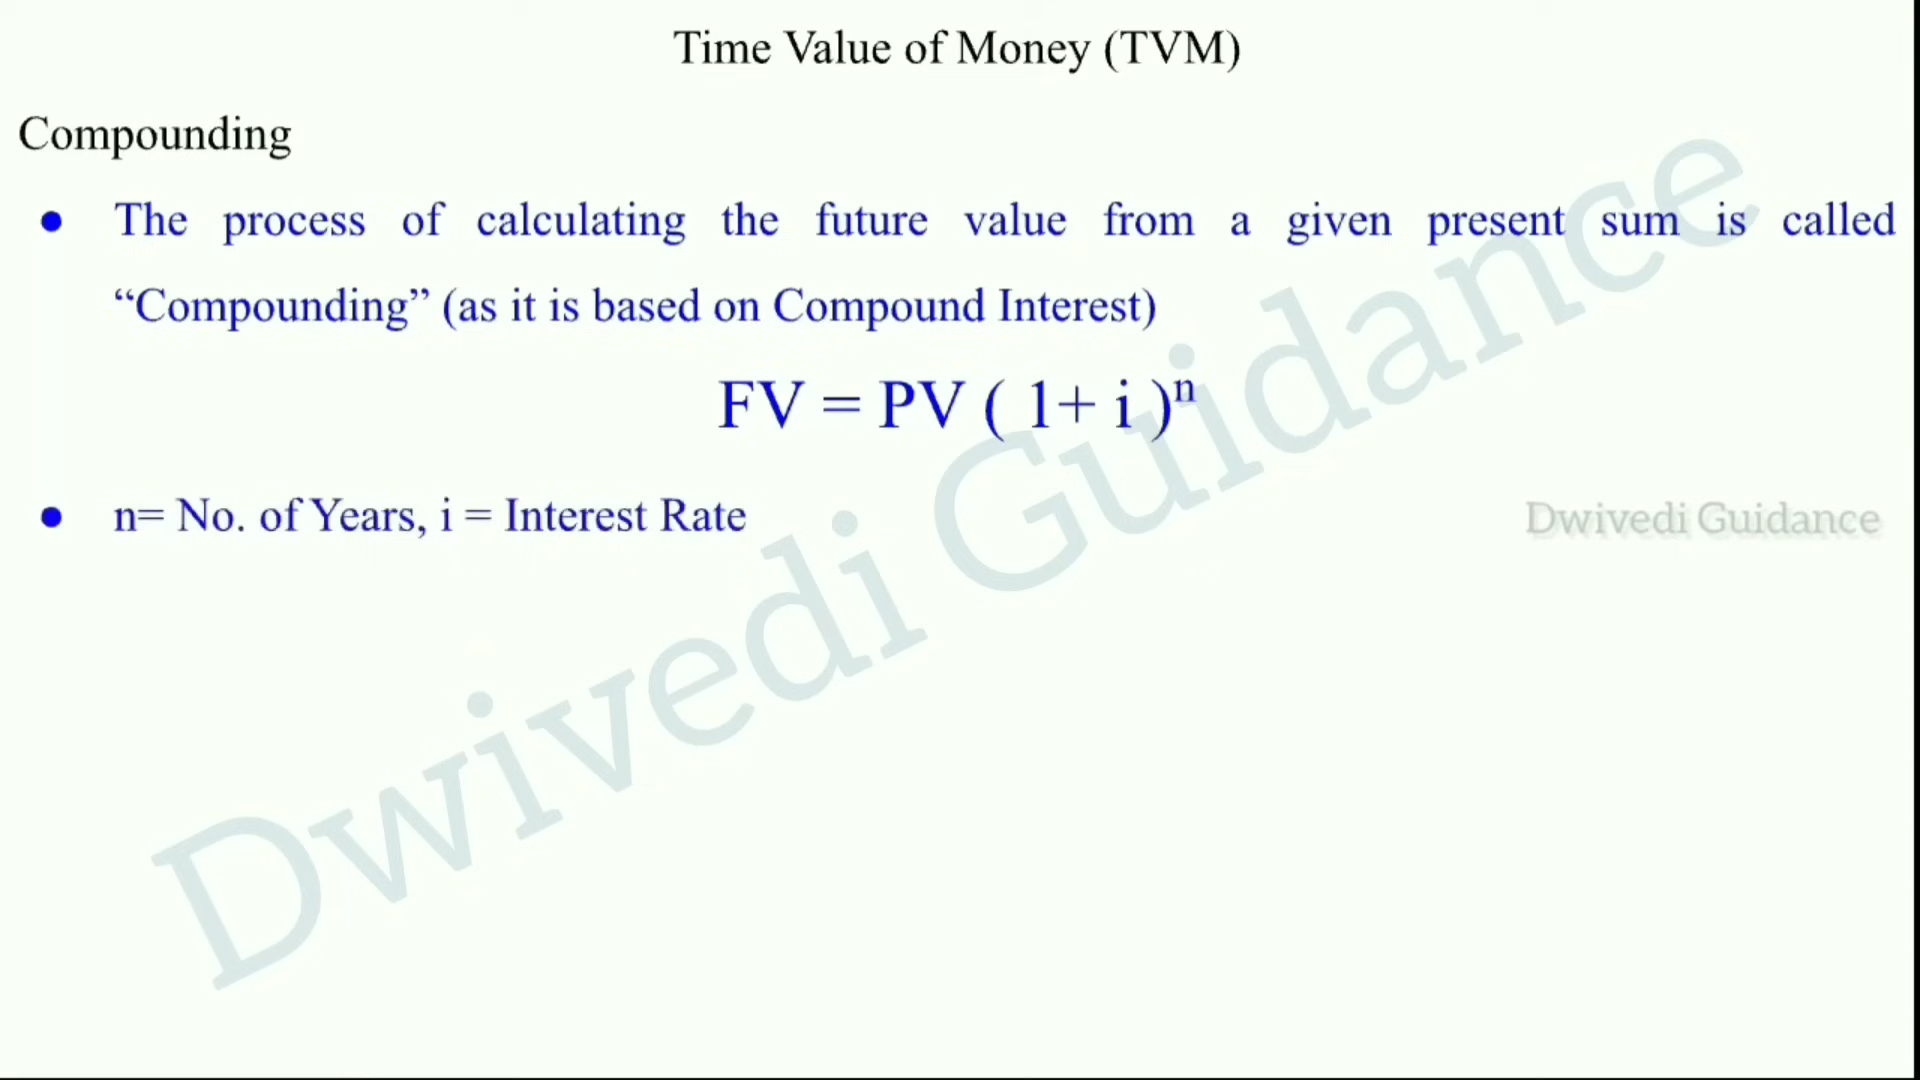 Time Value of Money (TVM)
Compounding
● The process of calculating the future value from a given present sum is called
“Compounding” (as it is based on Compound Interest)
FV = PV ( 1+ i )ⁿ
● n= No. of Years, i = Interest Rate
Dwivedi Guidance
Dwivedi Guidance